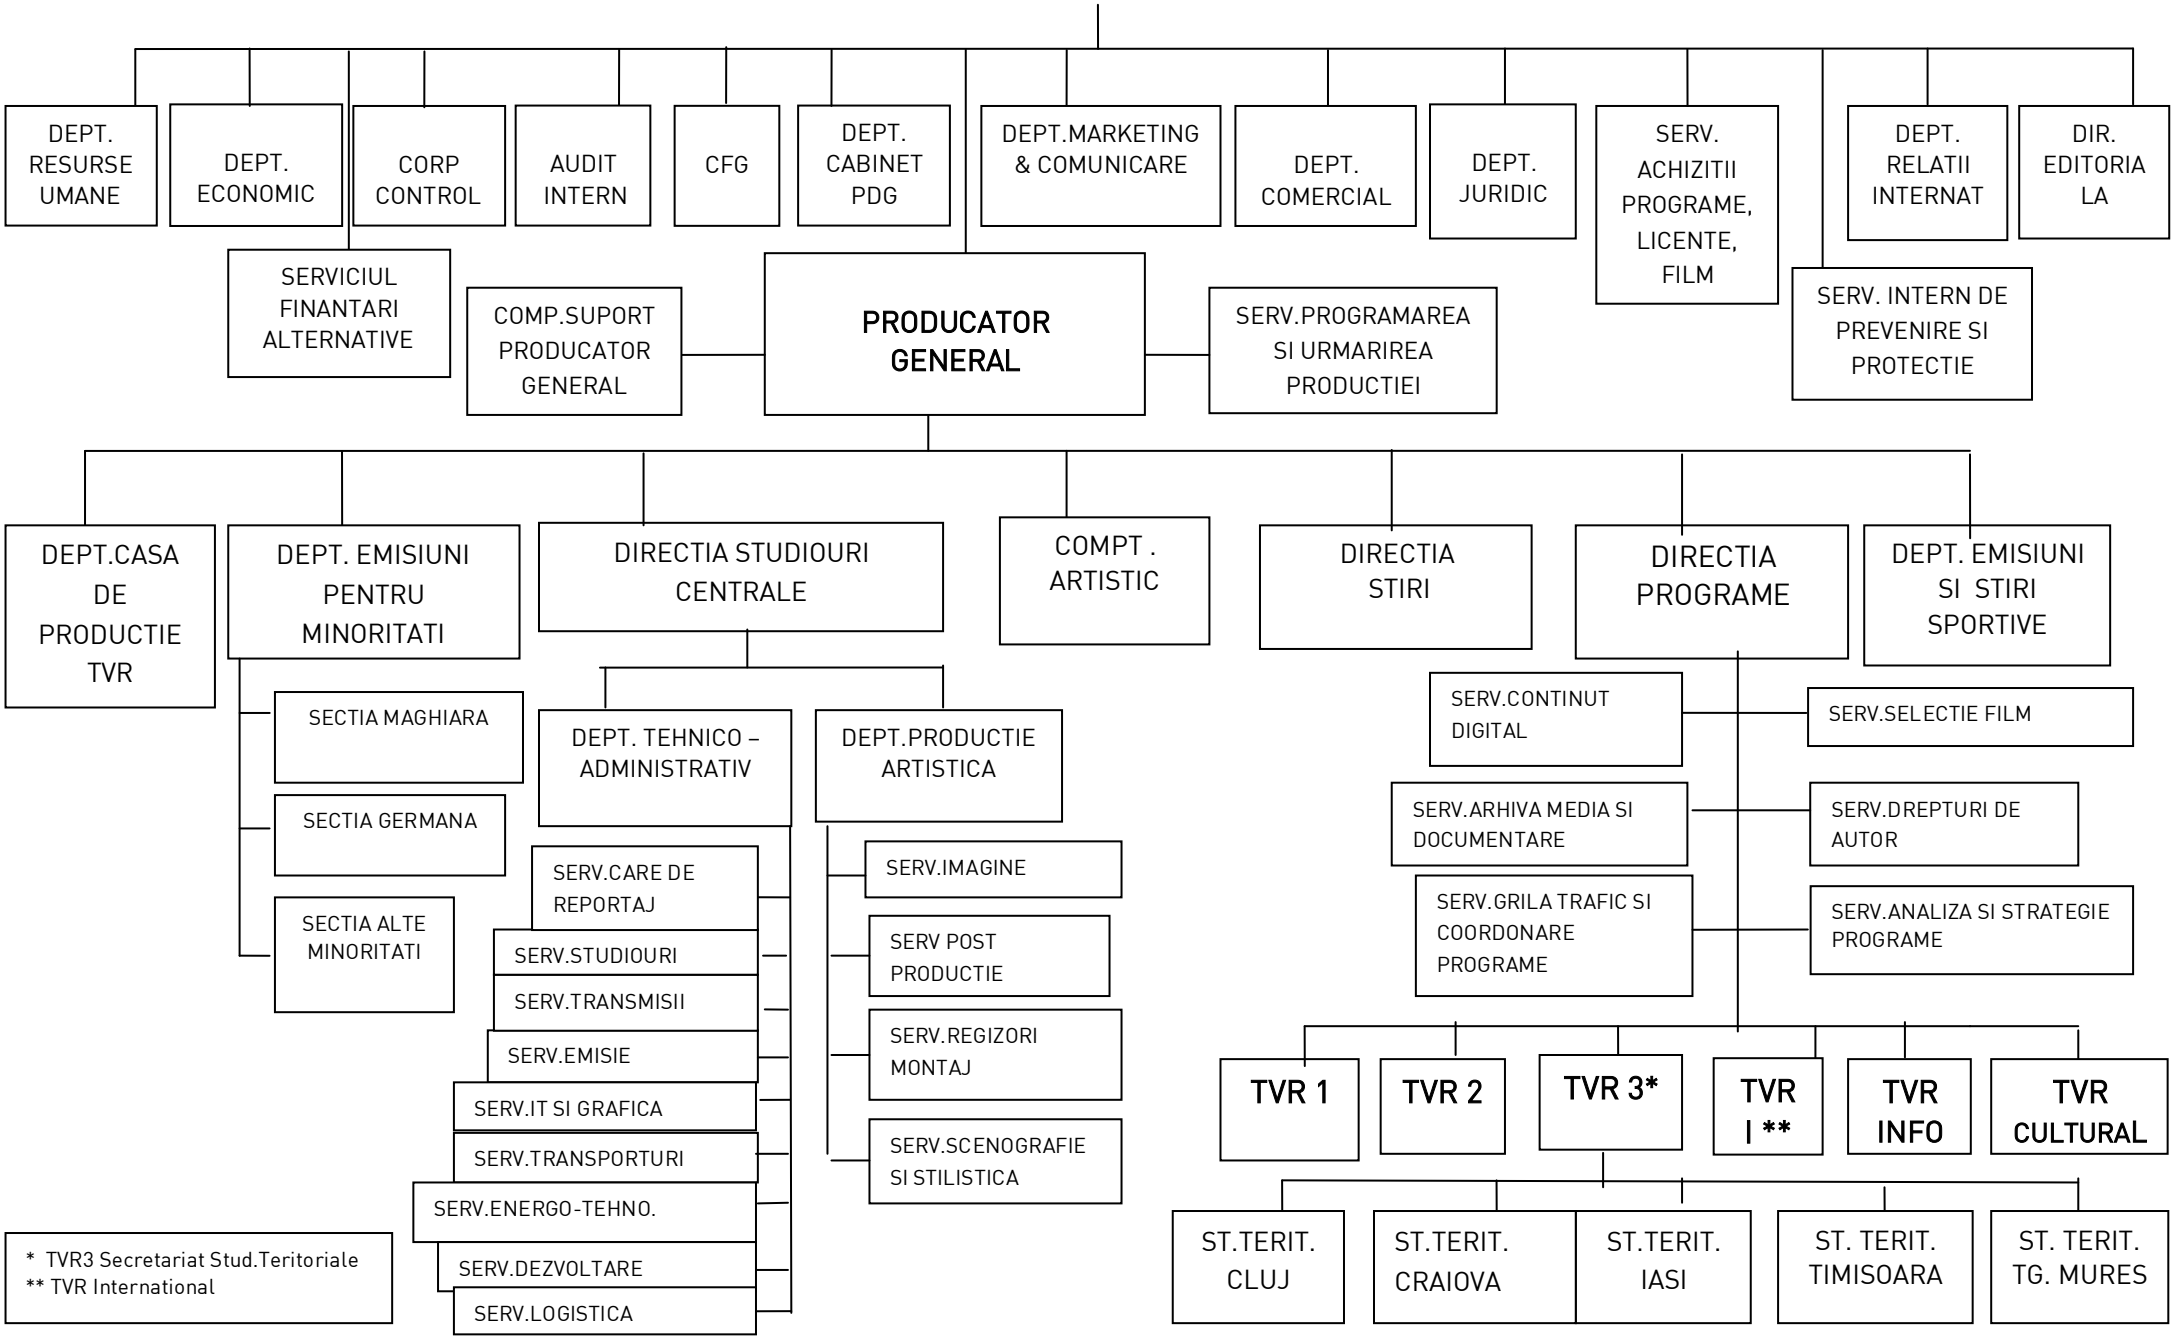 DEPT.
RESURSE
UMANE
DEPT.
ECONOMIC
CORP
CONTROL
AUDIT
INTERN
CFG
DEPT.
CABINET
PDG
DEPT.MARKETING
& COMUNICARE
DEPT.
COMERCIAL
DEPT.
JURIDIC
SERV.
ACHIZITII
PROGRAME,
LICENTE,
FILM
DEPT.
RELATII
INTERNAT
DIR.
EDITORIA
LA
SERVICIUL
FINANTARI
ALTERNATIVE
COMP.SUPORT
PRODUCATOR
GENERAL
PRODUCATOR
GENERAL
SERV.PROGRAMAREA
SI URMARIREA
PRODUCTIEI
SERV. INTERN DE
PREVENIRE SI
PROTECTIE
DEPT.CASA
DE
PRODUCTIE
TVR
DEPT. EMISIUNI
PENTRU
MINORITATI
DIRECTIA STUDIOURI
CENTRALE
COMPT .
ARTISTIC
DIRECTIA
STIRI
DIRECTIA
PROGRAME
DEPT. EMISIUNI
SI STIRI
SPORTIVE
SECTIA MAGHIARA
SECTIA GERMANA
SECTIA ALTE
MINORITATI
DEPT. TEHNICO –
ADMINISTRATIV
DEPT.PRODUCTIE
ARTISTICA
SERV.CARE DE
REPORTAJ
SERV.STUDIOURI
SERV.TRANSMISII
SERV.EMISIE
SERV.IT SI GRAFICA
SERV.TRANSPORTURI
SERV.ENERGO-TEHNO.
SERV.DEZVOLTARE
SERV.LOGISTICA
SERV.IMAGINE
SERV POST
PRODUCTIE
SERV.REGIZORI
MONTAJ
SERV.SCENOGRAFIE
SI STILISTICA
SERV.CONTINUT
DIGITAL
SERV.SELECTIE FILM
SERV.ARHIVA MEDIA SI
DOCUMENTARE
SERV.DREPTURI DE
AUTOR
SERV.GRILA TRAFIC SI
COORDONARE
PROGRAME
SERV.ANALIZA SI STRATEGIE
PROGRAME
TVR 1
TVR 2
TVR 3*
TVR
I **
TVR
INFO
TVR
CULTURAL
ST.TERIT.
CLUJ
ST.TERIT.
CRAIOVA
ST.TERIT.
IASI
ST. TERIT.
TIMISOARA
ST. TERIT.
TG. MURES
* TVR3 Secretariat Stud.Teritoriale
** TVR International